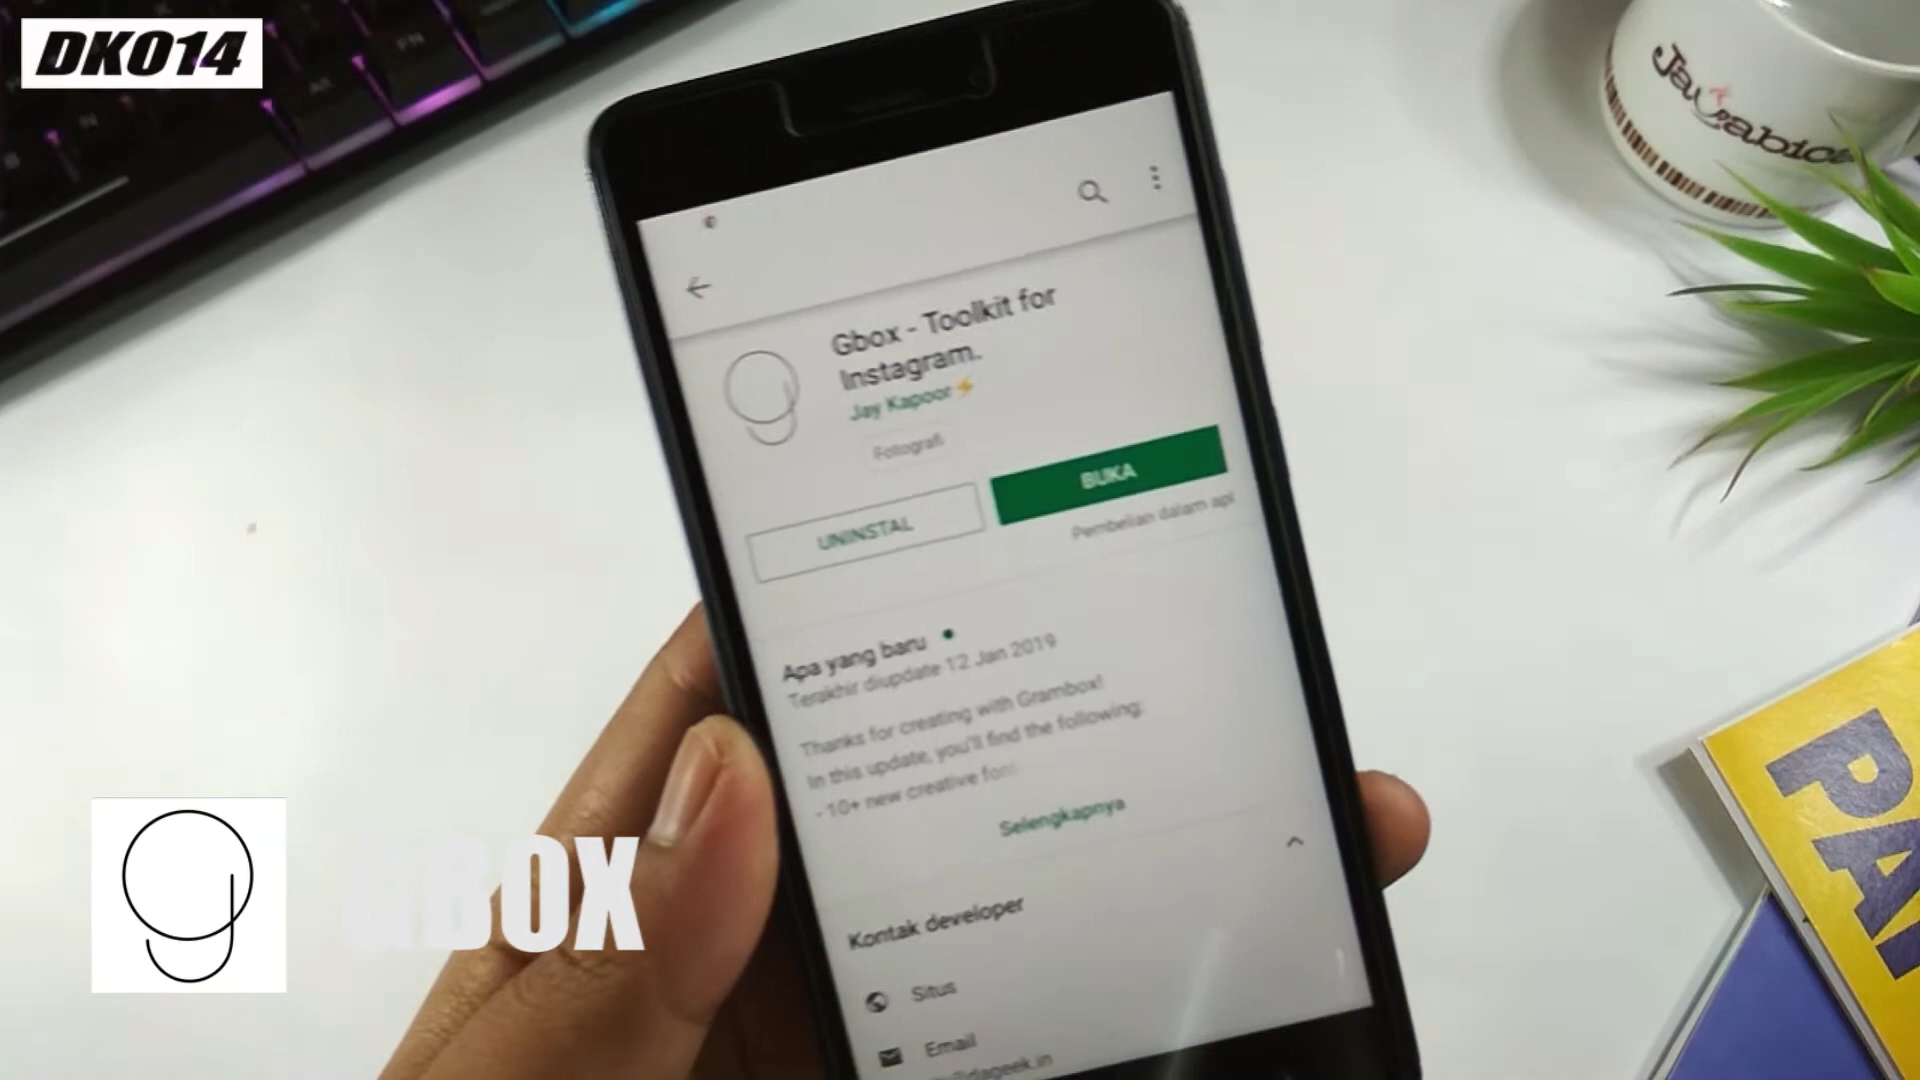 DK014
Javabica
Gbox - Toolkit for
Instagram.
Jay Kapoor⚡
Fotografi
UNINSTAL
BUKA
Pembelian dalam apl
Apa yang baru
Terakhir diupdate 12 Jan 2019
Thanks for creating with Grambox!
In this update, you'll find the following:
- 10+ new creative fon
Selengkapnya
Kontak developer
Situs
Email
GBOX